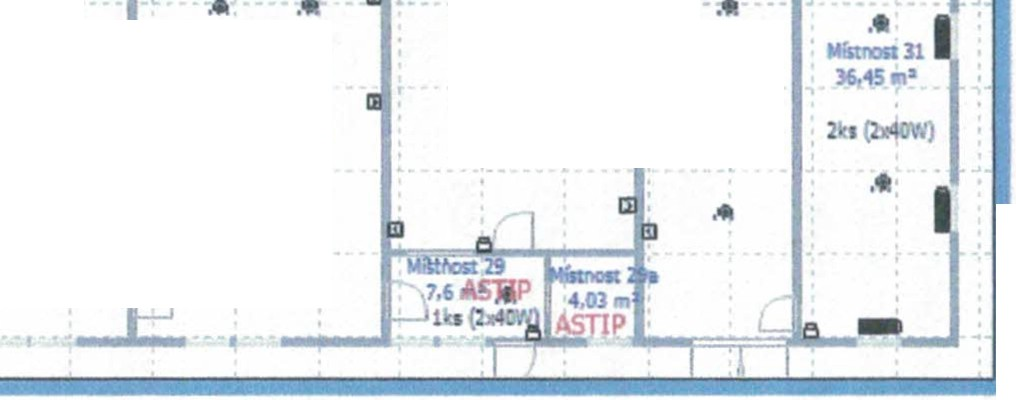 Místnost 31
36,45 m²
2ks (2x40W)
Místnost 29
7,6 m²
ASTIP
1ks (2x40W)
Místnost 29a
4,03 m²
ASTIP